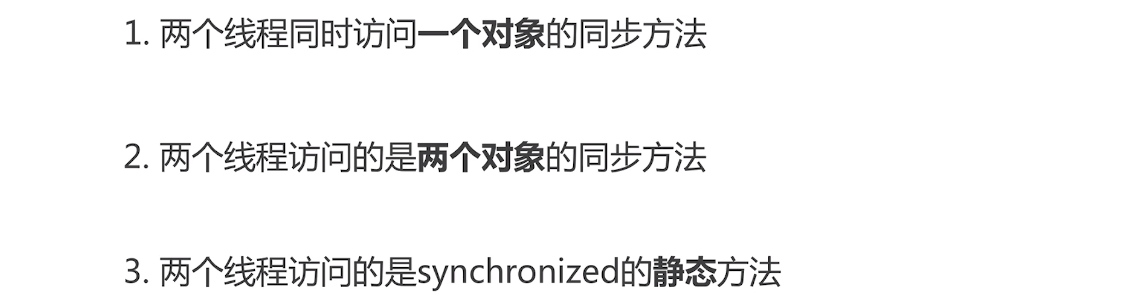 1. 两个线程同时访问一个对象的同步方法
2. 两个线程访问的是两个对象的同步方法
3. 两个线程访问的是synchronized的静态方法